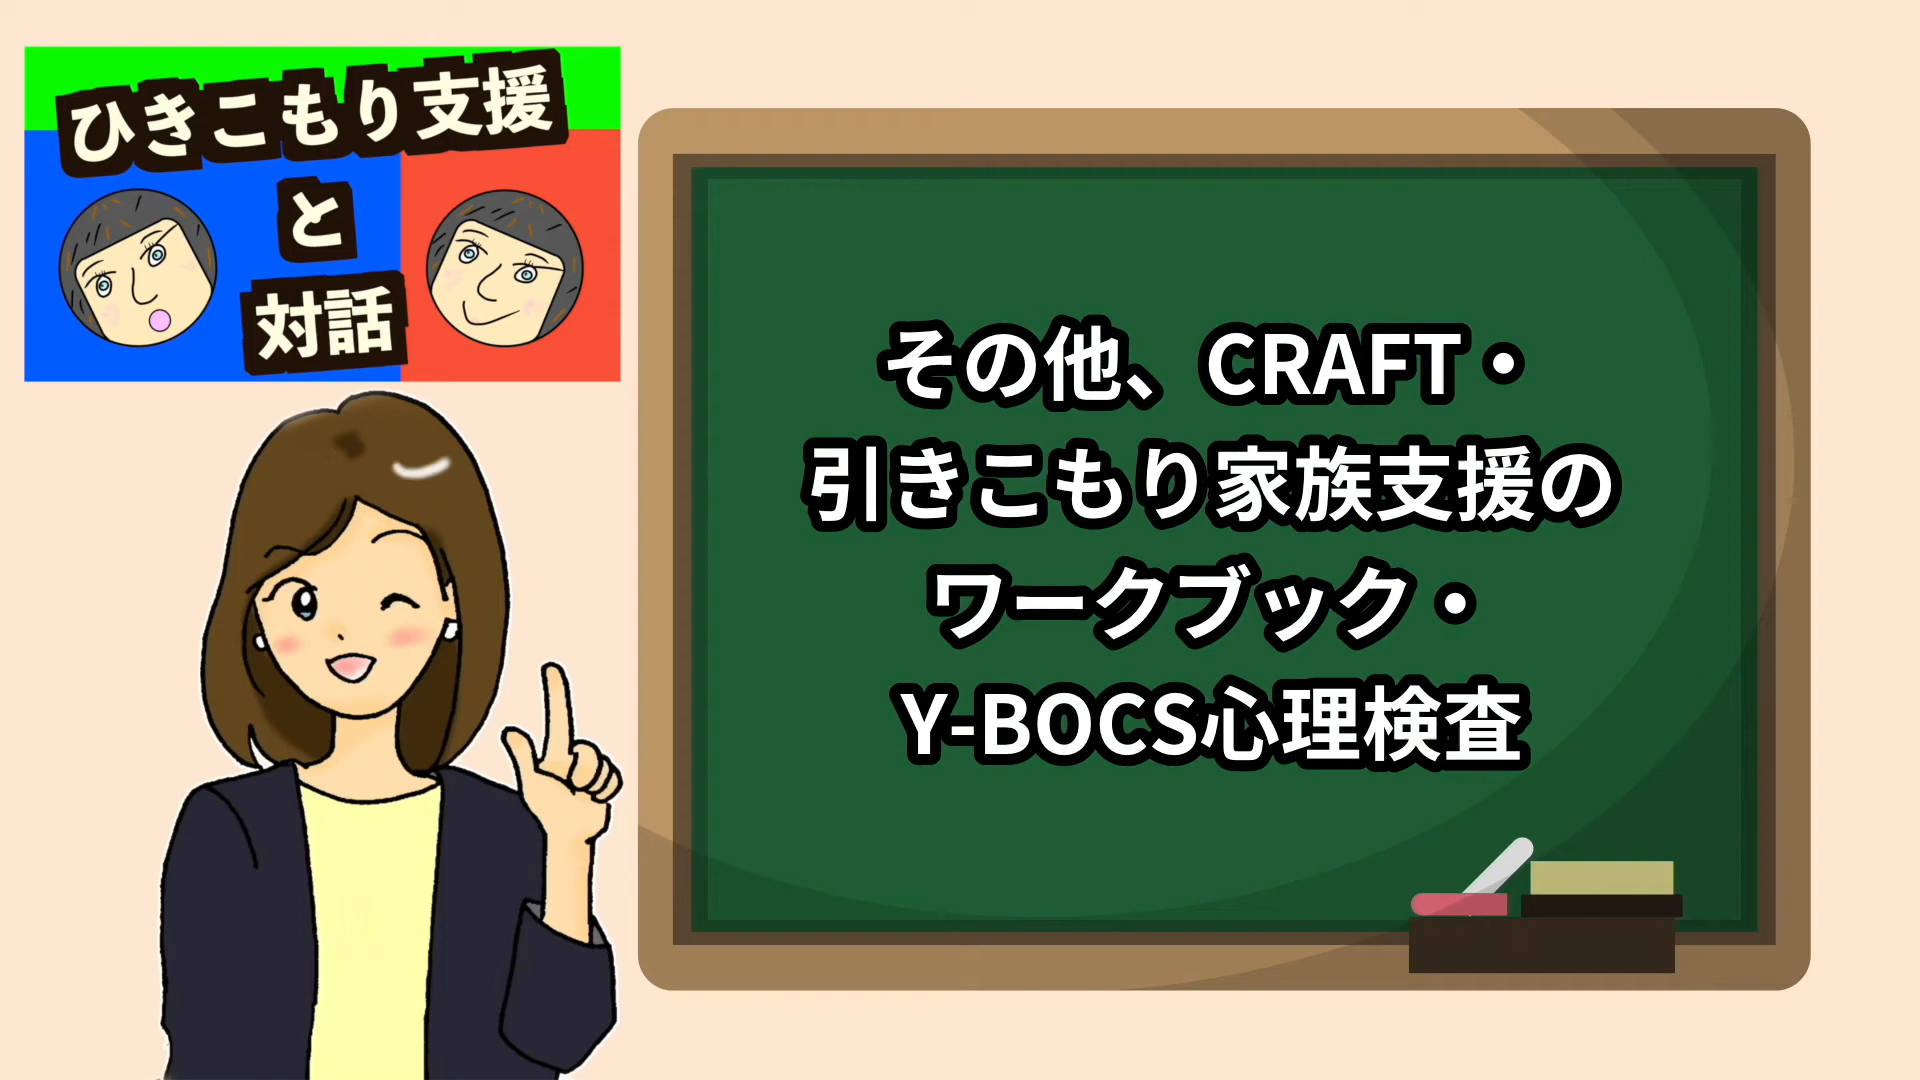 ひきこもり支援
と
対話
その他、CRAFT・
引きこもり家族支援の
ワークブック・
Y-BOCS心理検査